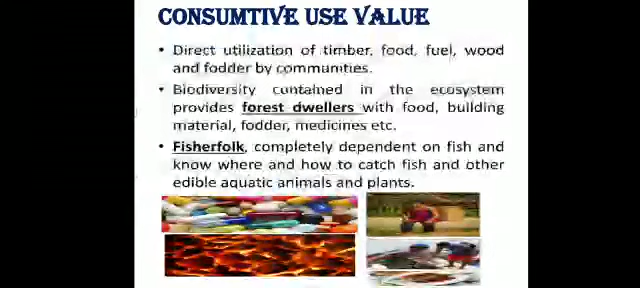 CONSUMTIVE USE VALUE
• Direct utilization of timber, food, fuel, wood
and fodder by communities.
• Biodiversity contained in the ecosystem
provides forest dwellers with food, building
material, fodder, medicines etc.
• Fisherfolk, completely dependent on fish and
know where and how to catch fish and other
edible aquatic animals and plants.